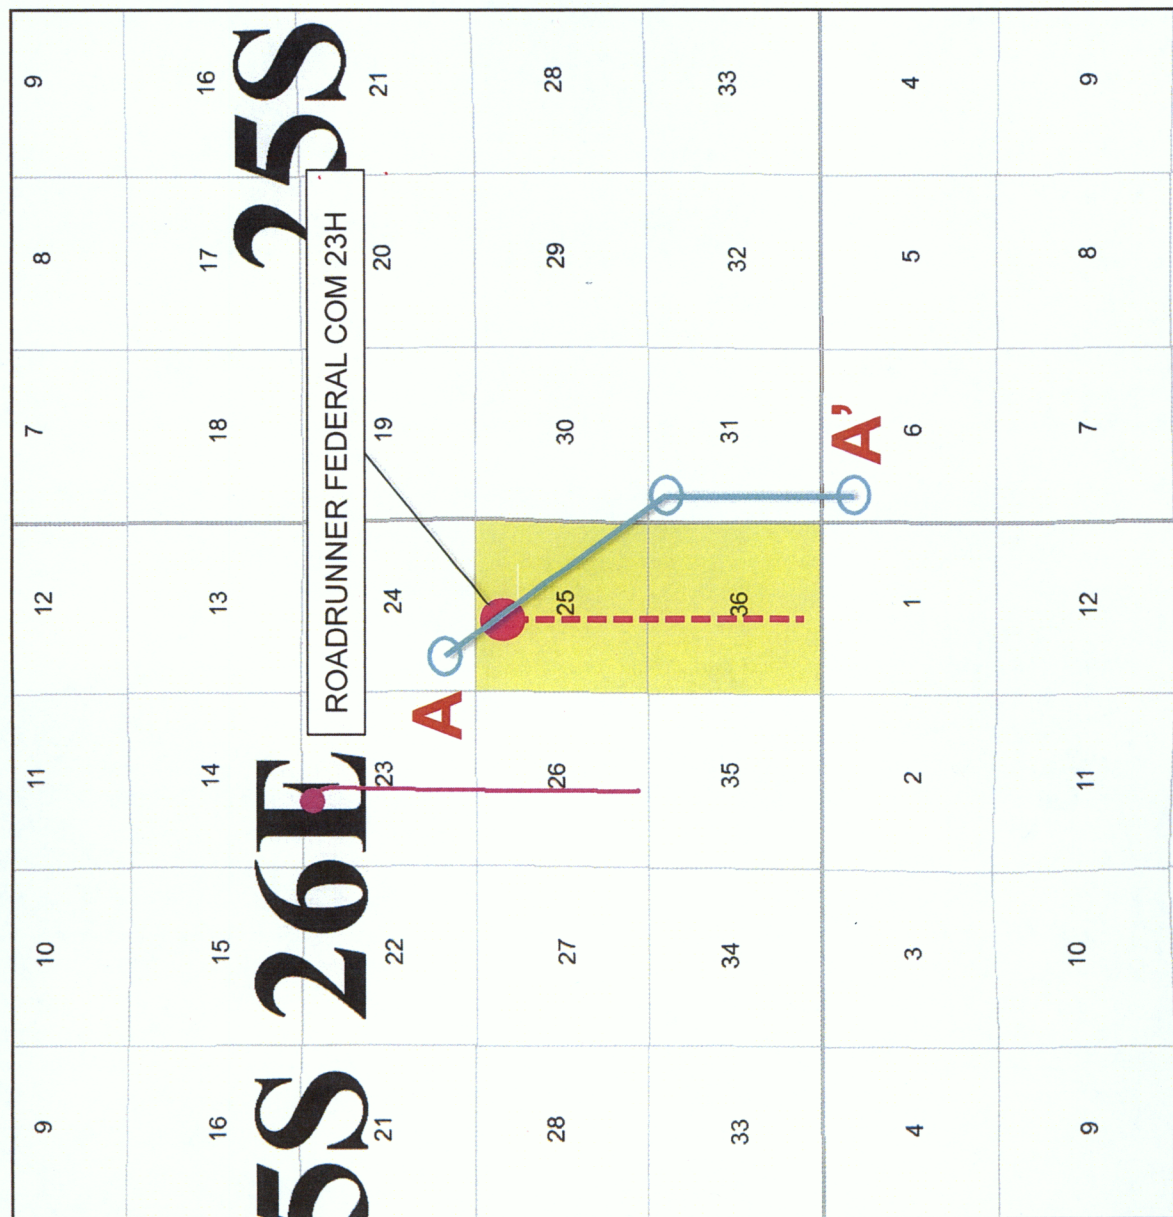 9 10 11 12 7 8 9
16 15 14 13 18 17 16
5S 26E 25S
ROADRUNNER FEDERAL COM 23H
21 22 23 24 19 20 21
A
28 27 26 25 30 29 28
33 34 35 36 31 32 33
A’
4 3 2 1 6 5 4
9 10 11 12 7 8 9